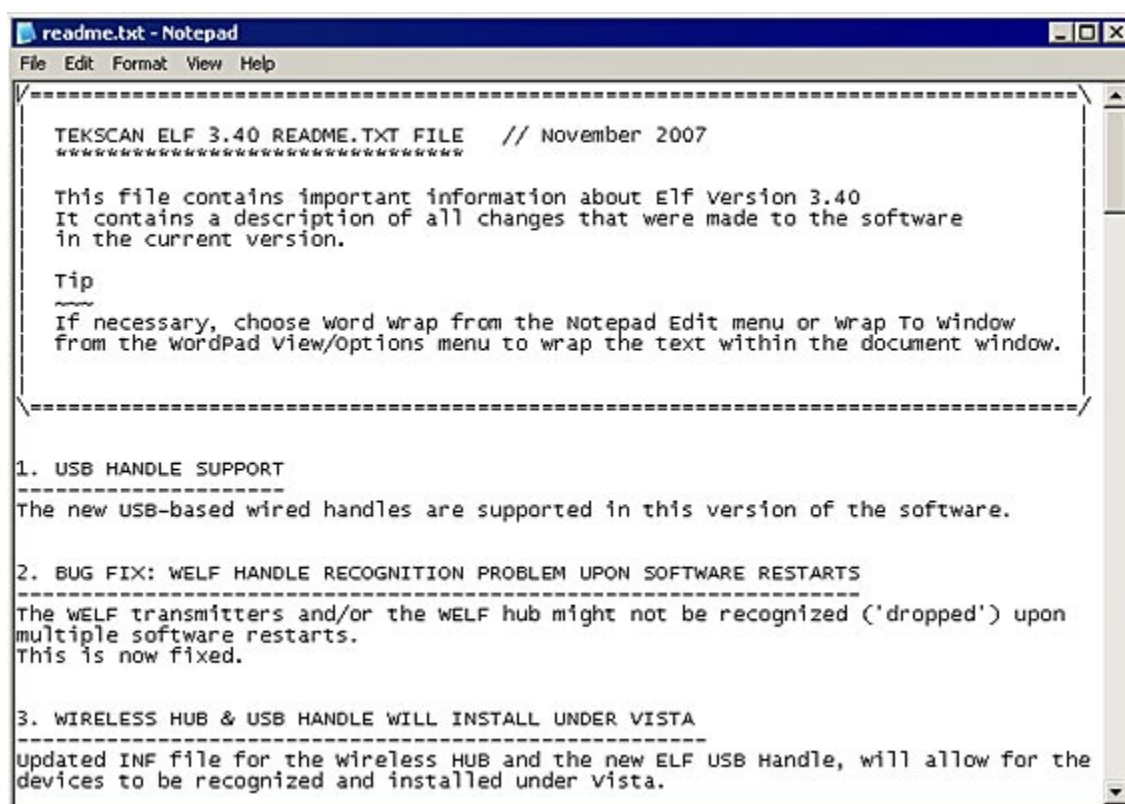 readme.txt - Notepad
File Edit Format View Help
/==================================================================================\
TEKSCAN ELF 3.40 README.TXT FILE // November 2007
********************************
This file contains important information about Elf Version 3.40
It contains a description of all changes that were made to the software
in the current version.
Tip
~~~
If necessary, choose Word Wrap from the Notepad Edit menu or Wrap To Window
from the WordPad View/Options menu to wrap the text within the document window.
\==================================================================================/
1. USB HANDLE SUPPORT
---------------------
The new USB-based wired handles are supported in this version of the software.
2. BUG FIX: WELF HANDLE RECOGNITION PROBLEM UPON SOFTWARE RESTARTS
------------------------------------------------------------------
The WELF transmitters and/or the WELF hub might not be recognized ('dropped') upon
multiple software restarts.
This is now fixed.
3. WIRELESS HUB & USB HANDLE WILL INSTALL UNDER VISTA
------------------------------------------------------
Updated INF file for the Wireless HUB and the new ELF USB Handle, will allow for the
devices to be recognized and installed under Vista.